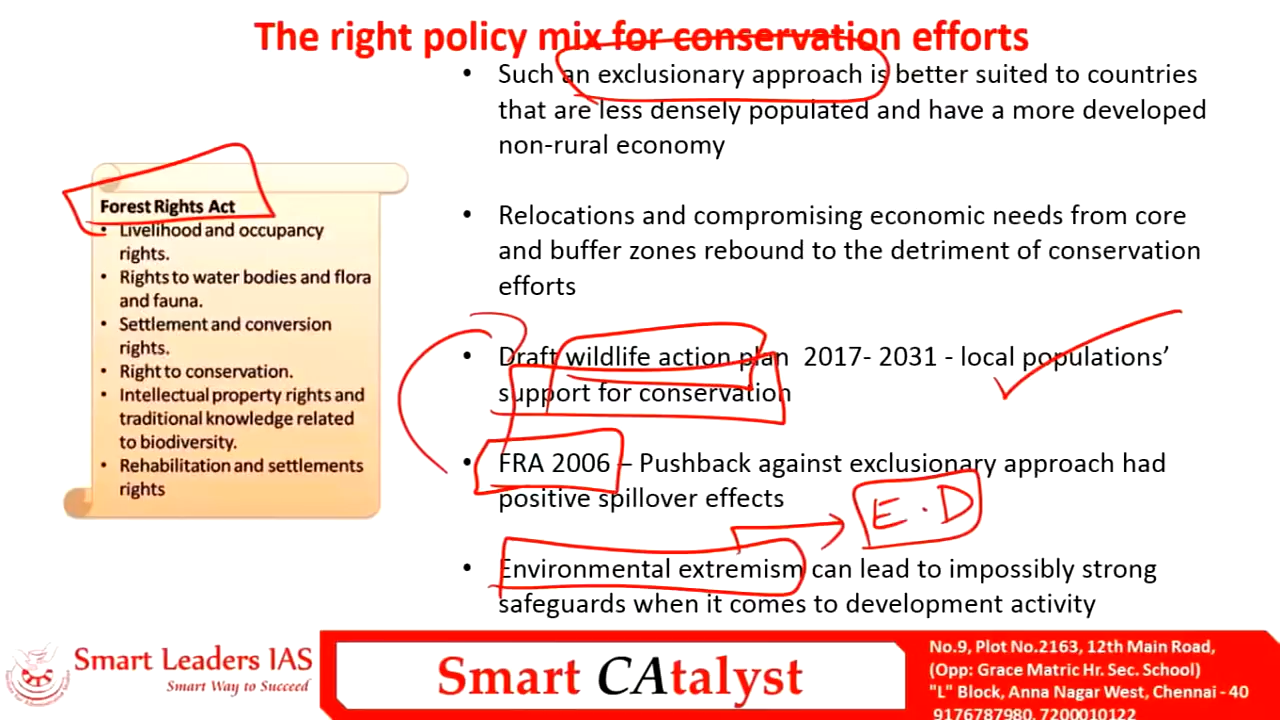 The right policy mix for conservation efforts
• Such an exclusionary approach is better suited to countries
that are less densely populated and have a more developed
non-rural economy
• Relocations and compromising economic needs from core
and buffer zones rebound to the detriment of conservation
efforts
• Draft wildlife action plan 2017- 2031 - local populations’
support for conservation
• FRA 2006 – Pushback against exclusionary approach had
positive spillover effects
E.D
• Environmental extremism can lead to impossibly strong
safeguards when it comes to development activity
Forest Rights Act
• Livelihood and occupancy
rights.
• Rights to water bodies and flora
and fauna.
• Settlement and conversion
rights.
• Right to conservation.
• Intellectual property rights and
traditional knowledge related
to biodiversity.
• Rehabilitation and settlements
rights
Smart Leaders IAS
Smart Way to Succeed
Smart CAtalyst
No.9, Plot No.2163, 12th Main Road,
(Opp: Grace Matric Hr. Sec. School)
"L" Block, Anna Nagar West, Chennai - 40
9176787980, 7200010122